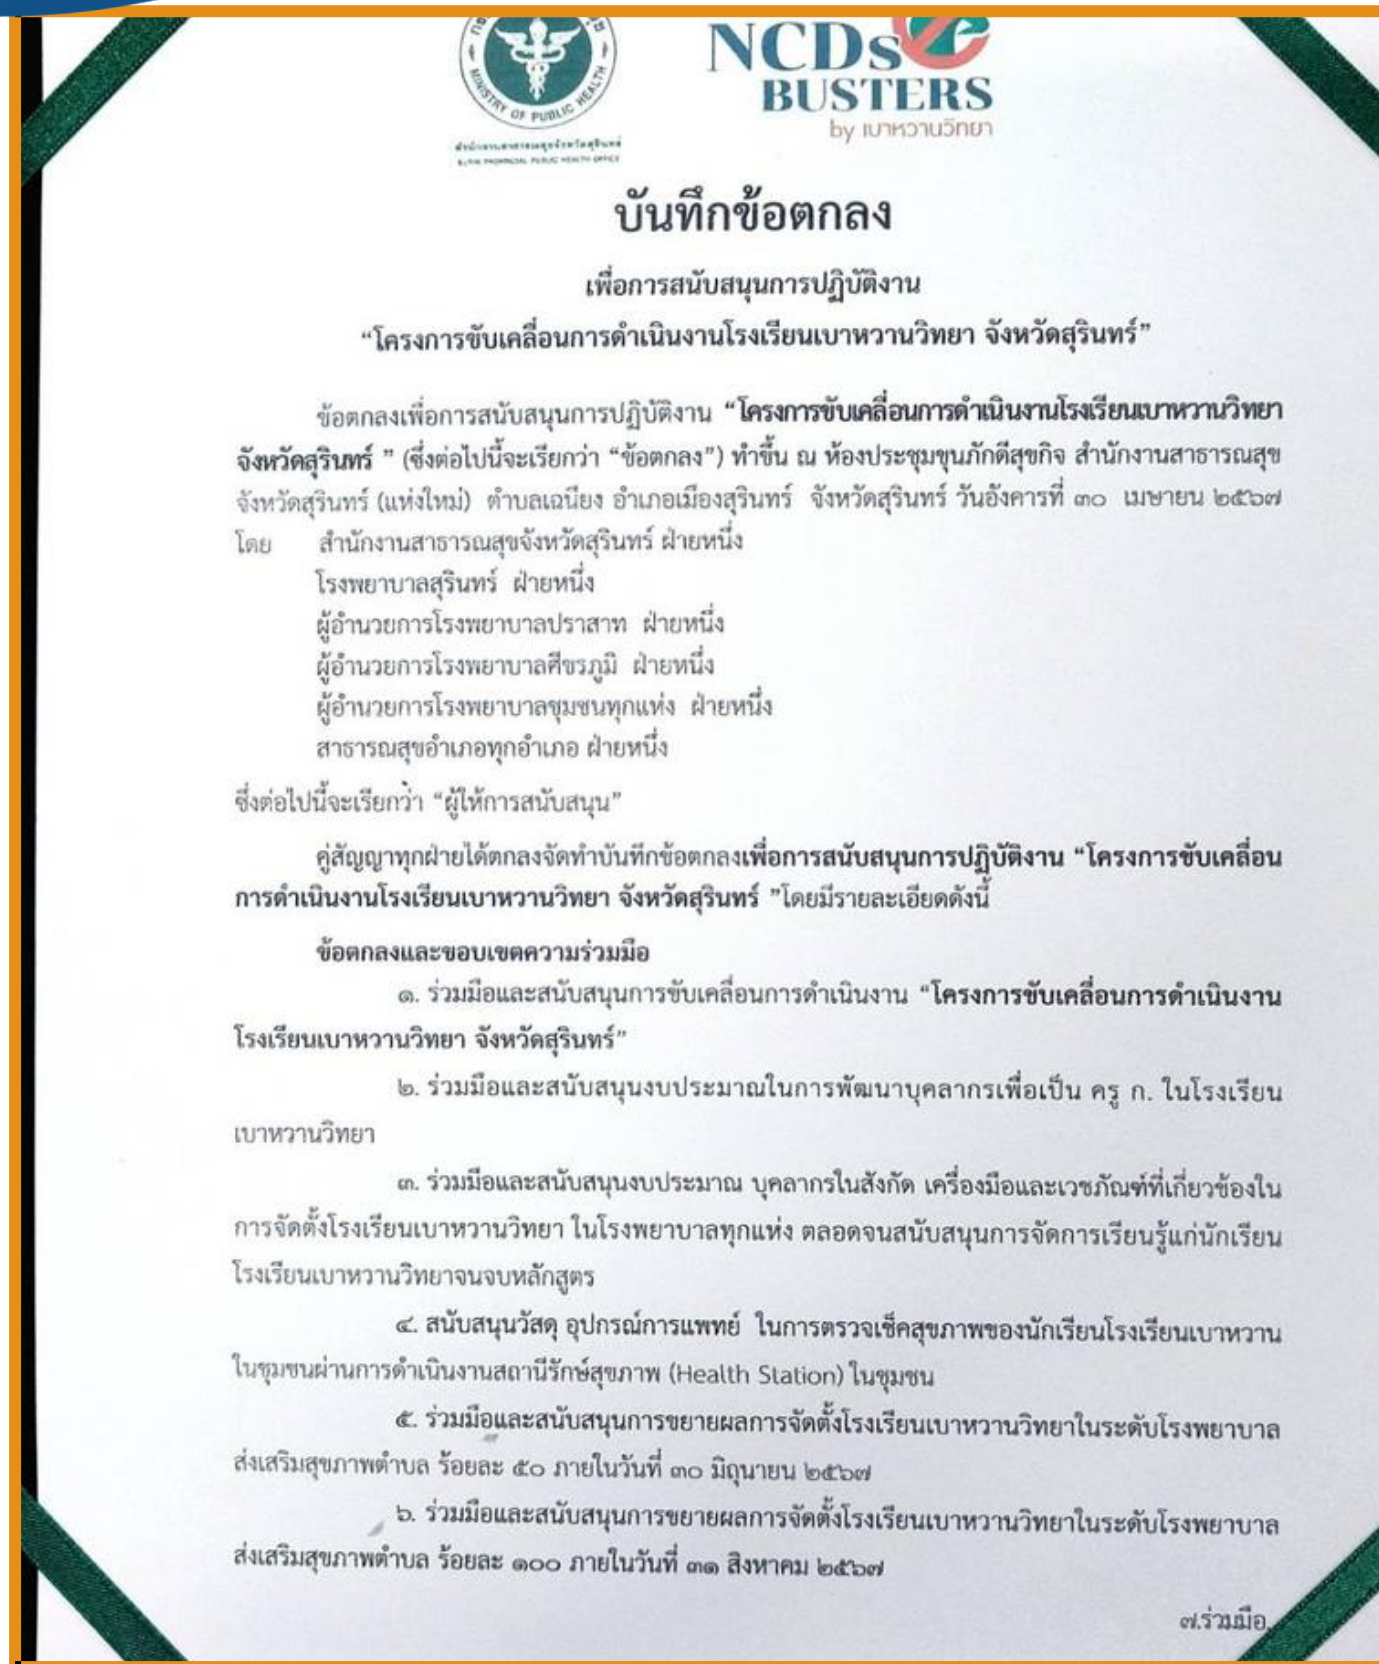 MINISTRY OF PUBLIC HEALTH
สำนักงานสาธารณสุขจังหวัดสุรินทร์
SURIN PROVINCIAL PUBLIC HEALTH OFFICE
NCDs
BUSTERS
by เบาหวานวิทยา
บันทึกข้อตกลง
เพื่อการสนับสนุนการปฏิบัติงาน
“โครงการขับเคลื่อนการดำเนินงานโรงเรียนเบาหวานวิทยา จังหวัดสุรินทร์”
ข้อตกลงเพื่อการสนับสนุนการปฏิบัติงาน “โครงการขับเคลื่อนการดำเนินงานโรงเรียนเบาหวานวิทยา
จังหวัดสุรินทร์ ” (ซึ่งต่อไปนี้จะเรียกว่า “ข้อตกลง”) ทำขึ้น ณ ห้องประชุมขุนภักดีสุขกิจ สำนักงานสาธารณสุข
จังหวัดสุรินทร์ (แห่งใหม่) ตำบลเฉนียง อำเภอเมืองสุรินทร์ จังหวัดสุรินทร์ วันอังคารที่ ๓๐ เมษายน ๒๕๖๗
โดย สำนักงานสาธารณสุขจังหวัดสุรินทร์ ฝ่ายหนึ่ง
โรงพยาบาลสุรินทร์ ฝ่ายหนึ่ง
ผู้อำนวยการโรงพยาบาลปราสาท ฝ่ายหนึ่ง
ผู้อำนวยการโรงพยาบาลศีขรภูมิ ฝ่ายหนึ่ง
ผู้อำนวยการโรงพยาบาลชุมชนทุกแห่ง ฝ่ายหนึ่ง
สาธารณสุขอำเภอทุกอำเภอ ฝ่ายหนึ่ง
ซึ่งต่อไปนี้จะเรียกว่า “ผู้ให้การสนับสนุน”
คู่สัญญาทุกฝ่ายได้ตกลงจัดทำบันทึกข้อตกลงเพื่อการสนับสนุนการปฏิบัติงาน “โครงการขับเคลื่อน
การดำเนินงานโรงเรียนเบาหวานวิทยา จังหวัดสุรินทร์ ”โดยมีรายละเอียดดังนี้
ข้อตกลงและขอบเขตความร่วมมือ
๑. ร่วมมือและสนับสนุนการขับเคลื่อนการดำเนินงาน “โครงการขับเคลื่อนการดำเนินงาน
โรงเรียนเบาหวานวิทยา จังหวัดสุรินทร์”
๒. ร่วมมือและสนับสนุนงบประมาณในการพัฒนาบุคลากรเพื่อเป็น ครู ก. ในโรงเรียน
เบาหวานวิทยา
๓. ร่วมมือและสนับสนุนงบประมาณ บุคลากรในสังกัด เครื่องมือและเวชภัณฑ์ที่เกี่ยวข้องใน
การจัดตั้งโรงเรียนเบาหวานวิทยา ในโรงพยาบาลทุกแห่ง ตลอดจนสนับสนุนการจัดการเรียนรู้แก่นักเรียน
โรงเรียนเบาหวานวิทยาจนจบหลักสูตร
๔. สนับสนุนวัสดุ อุปกรณ์การแพทย์ ในการตรวจเช็คสุขภาพของนักเรียนโรงเรียนเบาหวาน
ในชุมชนผ่านการดำเนินงานสถานีรักษ์สุขภาพ (Health Station) ในชุมชน
๕. ร่วมมือและสนับสนุนการขยายผลการจัดตั้งโรงเรียนเบาหวานวิทยาในระดับโรงพยาบาล
ส่งเสริมสุขภาพตำบล ร้อยละ ๕๐ ภายในวันที่ ๓๐ มิถุนายน ๒๕๖๗
๖. ร่วมมือและสนับสนุนการขยายผลการจัดตั้งโรงเรียนเบาหวานวิทยาในระดับโรงพยาบาล
ส่งเสริมสุขภาพตำบล ร้อยละ ๑๐๐ ภายในวันที่ ๓๑ สิงหาคม ๒๕๖๗
๗.ร่วมมือ